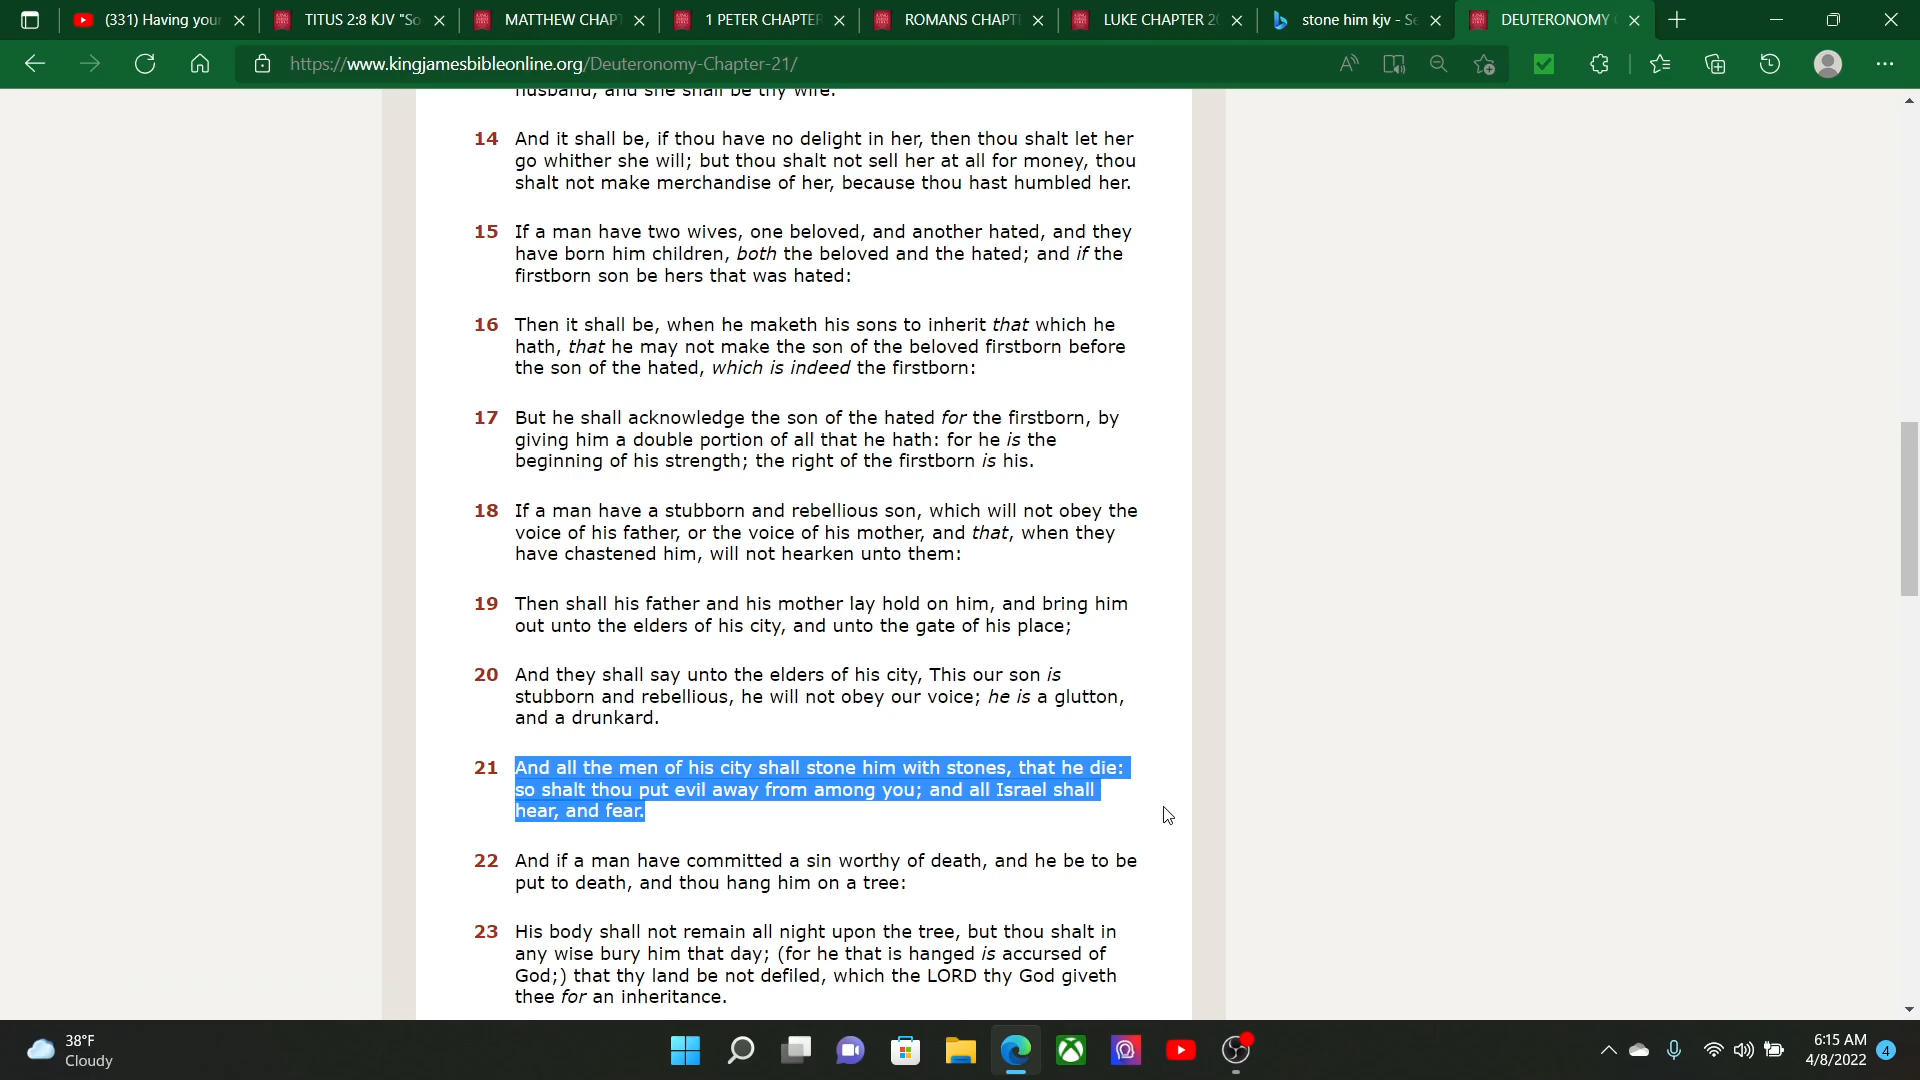 (331) Having your
TITUS 2:8 KJV "So
MATTHEW CHAPT
1 PETER CHAPTER
ROMANS CHAPT
LUKE CHAPTER 20
stone him kjv - Se
DEUTERONOMY
https://www.kingjamesbibleonline.org/Deuteronomy-Chapter-21/
husband, and she shall be thy wife.
14 And it shall be, if thou have no delight in her, then thou shalt let her
go whither she will; but thou shalt not sell her at all for money, thou
shalt not make merchandise of her, because thou hast humbled her.
15 If a man have two wives, one beloved, and another hated, and they
have born him children, both the beloved and the hated; and if the
firstborn son be hers that was hated:
16 Then it shall be, when he maketh his sons to inherit that which he
hath, that he may not make the son of the beloved firstborn before
the son of the hated, which is indeed the firstborn:
17 But he shall acknowledge the son of the hated for the firstborn, by
giving him a double portion of all that he hath: for he is the
beginning of his strength; the right of the firstborn is his.
18 If a man have a stubborn and rebellious son, which will not obey the
voice of his father, or the voice of his mother, and that, when they
have chastened him, will not hearken unto them:
19 Then shall his father and his mother lay hold on him, and bring him
out unto the elders of his city, and unto the gate of his place;
20 And they shall say unto the elders of his city, This our son is
stubborn and rebellious, he will not obey our voice; he is a glutton,
and a drunkard.
21 And all the men of his city shall stone him with stones, that he die:
so shalt thou put evil away from among you; and all Israel shall
hear, and fear.
22 And if a man have committed a sin worthy of death, and he be to be
put to death, and thou hang him on a tree:
23 His body shall not remain all night upon the tree, but thou shalt in
any wise bury him that day; (for he that is hanged is accursed of
God;) that thy land be not defiled, which the LORD thy God giveth
thee for an inheritance.
38°F
Cloudy
6:15 AM
4/8/2022
4